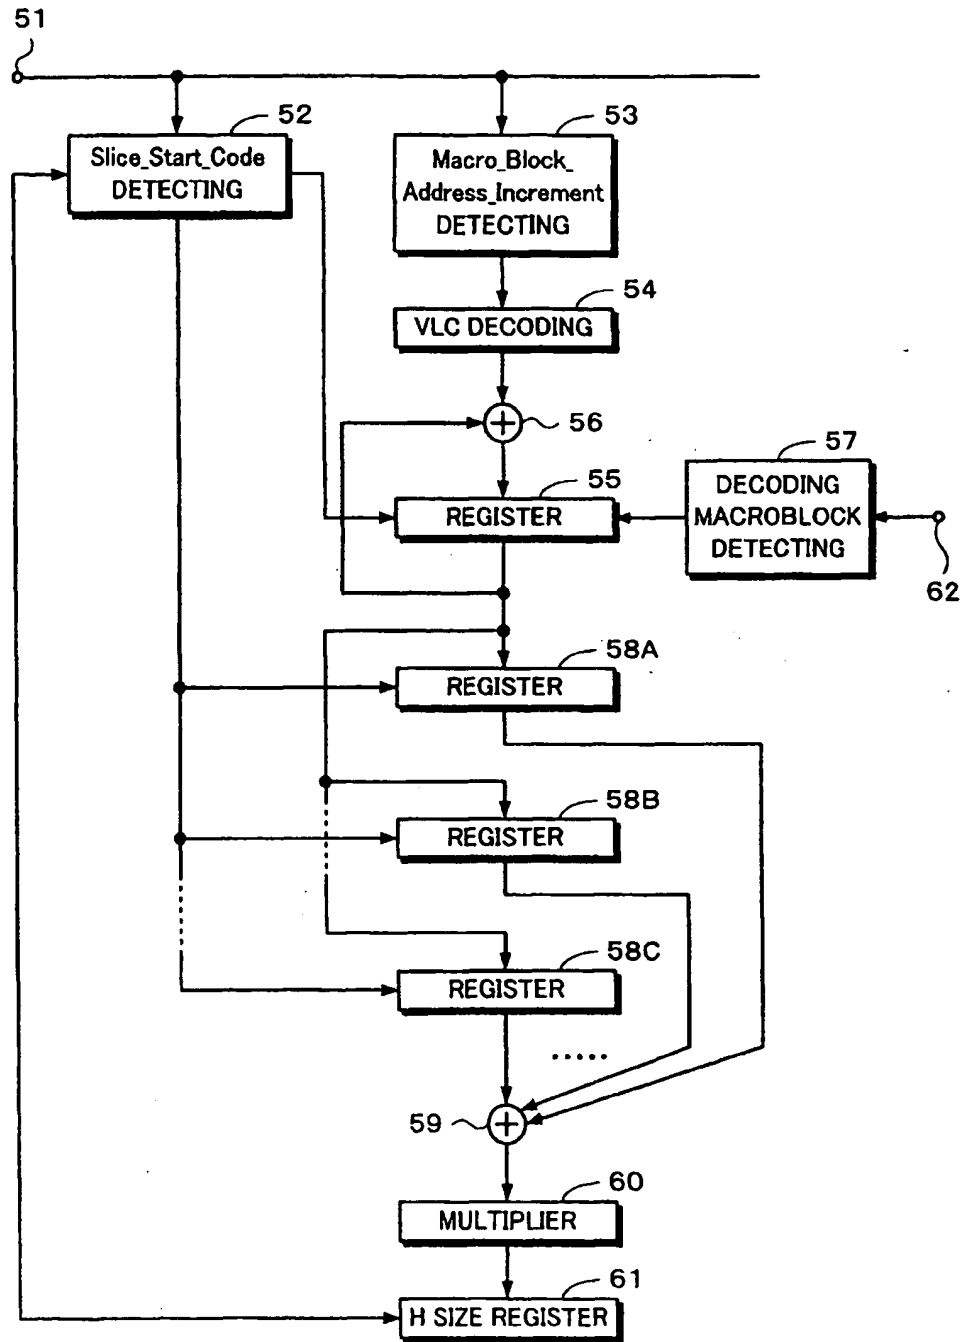 51
52
Slice_Start_Code
DETECTING
53
Macro_Block_
Address_Increment
DETECTING
54
VLC DECODING
56
57
DECODING
MACROBLOCK
DETECTING
55
REGISTER
62
58A
REGISTER
58B
REGISTER
58C
REGISTER
.....
59
60
MULTIPLIER
61
H SIZE REGISTER